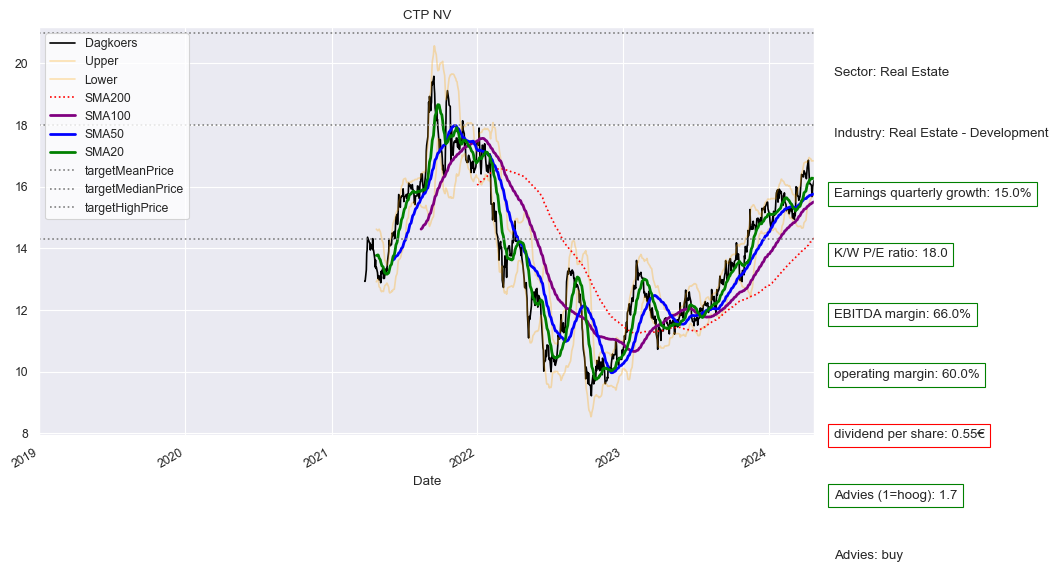 CTP NV
Dagkoers
Upper
Lower
SMA200
SMA100
SMA50
SMA20
targetMeanPrice
targetMedianPrice
targetHighPrice
20
18
16
14
12
10
8
2019
2020
2021
2022
2023
2024
Date
Sector: Real Estate
Industry: Real Estate - Development
Earnings quarterly growth: 15.0%
K/W P/E ratio: 18.0
EBITDA margin: 66.0%
operating margin: 60.0%
dividend per share: 0.55€
Advies (1=hoog): 1.7
Advies: buy